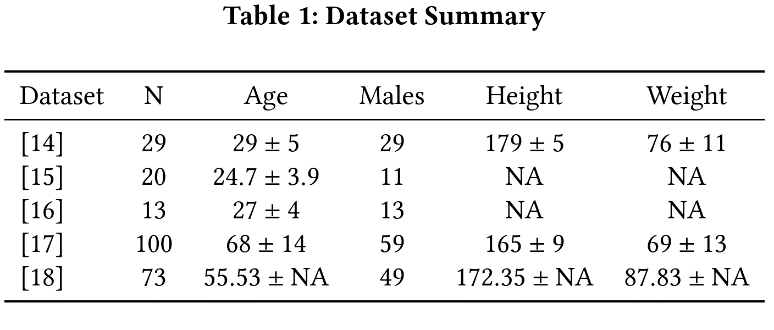 Table 1: Dataset Summary
Dataset N Age Males Height Weight
[14] 29 29 ± 5 29 179 ± 5 76 ± 11
[15] 20 24.7 ± 3.9 11 NA NA
[16] 13 27 ± 4 13 NA NA
[17] 100 68 ± 14 59 165 ± 9 69 ± 13
[18] 73 55.53 ± NA 49 172.35 ± NA 87.83 ± NA